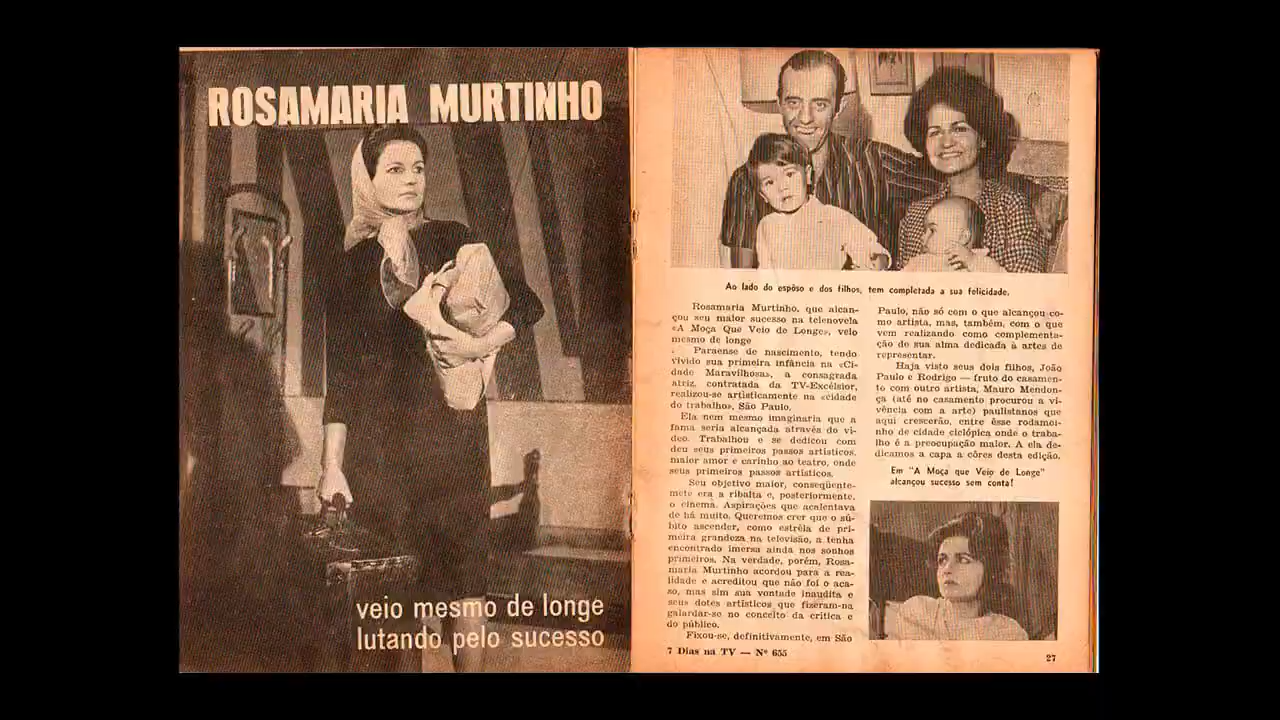 ROSAMARIA MURTINHO
veio mesmo de longe
lutando pelo sucesso
Ao lado do espôso e dos filhos, tem completada a sua felicidade.
Rosamaria Murtinho, que alcan-
çou seu maior sucesso na telenovela
«A Moça Que Veio de Longe», veio
mesmo de longe
Paraense de nascimento, tendo
vivido sua primeira infância na «Ci-
dade Maravilhosa», a consagrada
atriz, contratada da TV-Excelsior,
realizou-se artisticamente na «cidade
do trabalho», São Paulo.
Ela nem mesmo imaginaria que a
fama seria alcançada através do ví-
deo. Trabalhou e se dedicou com
deu seus primeiros passos artísticos.
maior amor e carinho ao teatro, onde
seus primeiros passos artísticos.
Seu objetivo maior, conseqüente-
mete era a ribalta e, posteriormente,
o cinema. Aspirações que acalentava
de há muito. Queremos crer que o sú-
bito ascender, como estrêla de pri-
meira grandeza na televisão, a tenha
encontrado imersa ainda nos sonhos
primeiros. Na verdade, porém, Rosa-
maria Murtinho acordou para a rea-
lidade e acreditou que não foi o aca-
so, mas sim sua vontade inaudita e
seus dotes artísticos que fizeram-na
galardar-se no conceito da crítica e
do público.
Fixou-se, definitivamente, em São
Paulo, não só com o que alcançou co-
mo artista, mas, também, com o que
vem realizando como complementa-
ção de sua alma dedicada à artes de
representar.
Haja visto seus dois filhos, João
Paulo e Rodrigo — fruto do casamen-
to com outro artista, Mauro Mendon-
ça (até no casamento procurou a vi-
vência com a arte) paulistanos que
aqui crescerão, entre êsse rodamoi-
nho de cidade ciclópica onde o traba-
lho é a preocupação maior. A ela de-
dicamos a capa a côres desta edição.
Em "A Moça que Veio de Longe"
alcançou sucesso sem conta!
7 Dias na TV — Nº 655
27